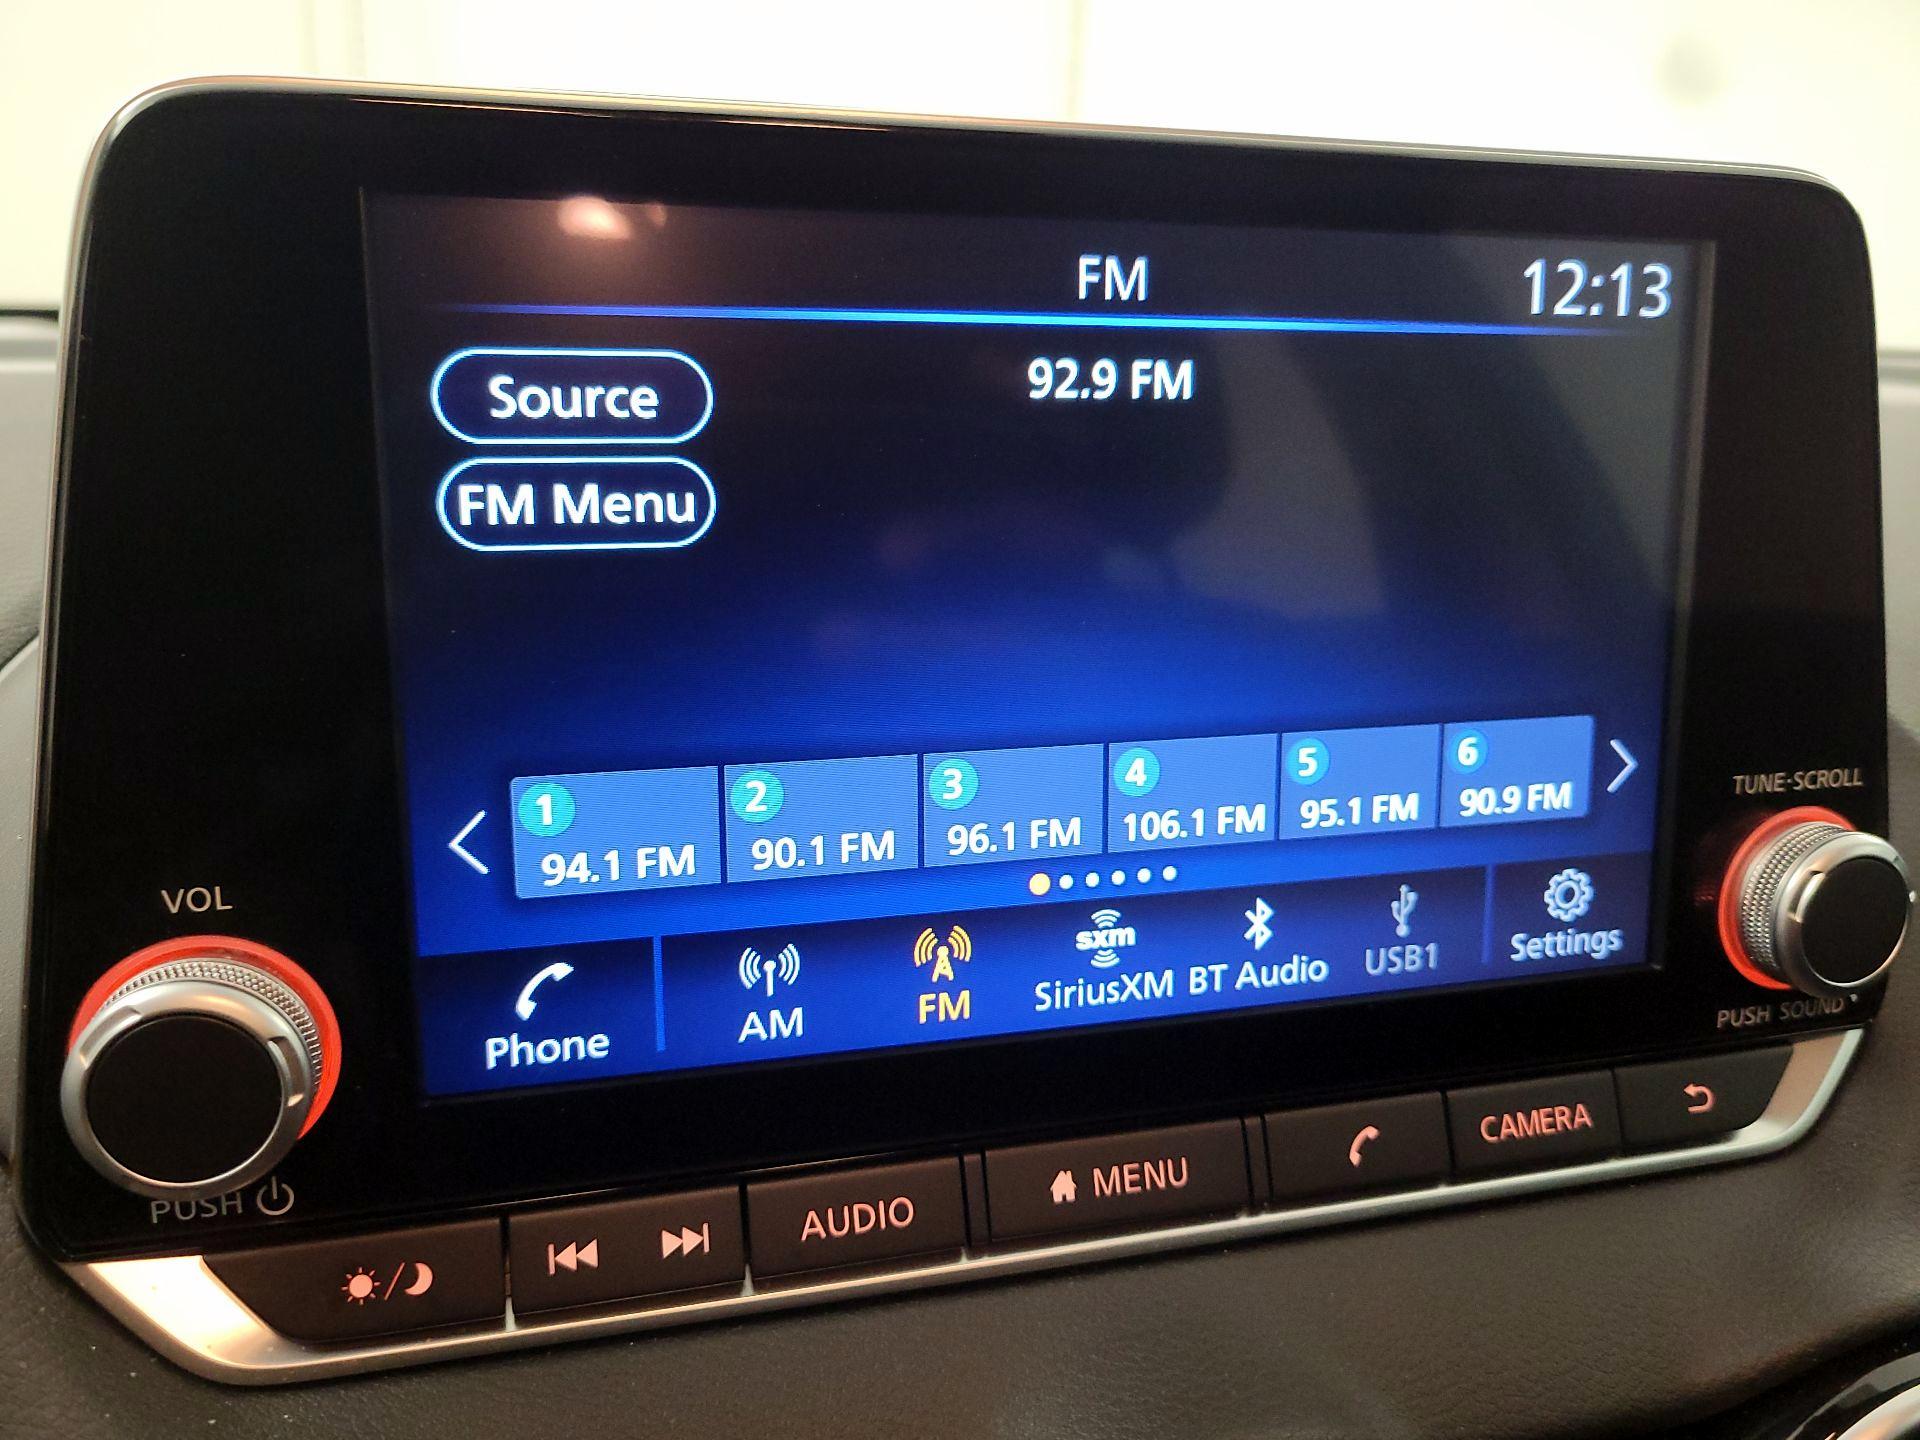 FM
12:13
92.9 FM
Source
FM Menu
1
94.1 FM
2
90.1 FM
3
96.1 FM
4
106.1 FM
5
95.1 FM
6
90.9 FM
Phone
AM
FM
sxm
SiriusXM
BT Audio
USB1
Settings
VOL
PUSH
TUNE·SCROLL
PUSH SOUND
AUDIO
MENU
CAMERA